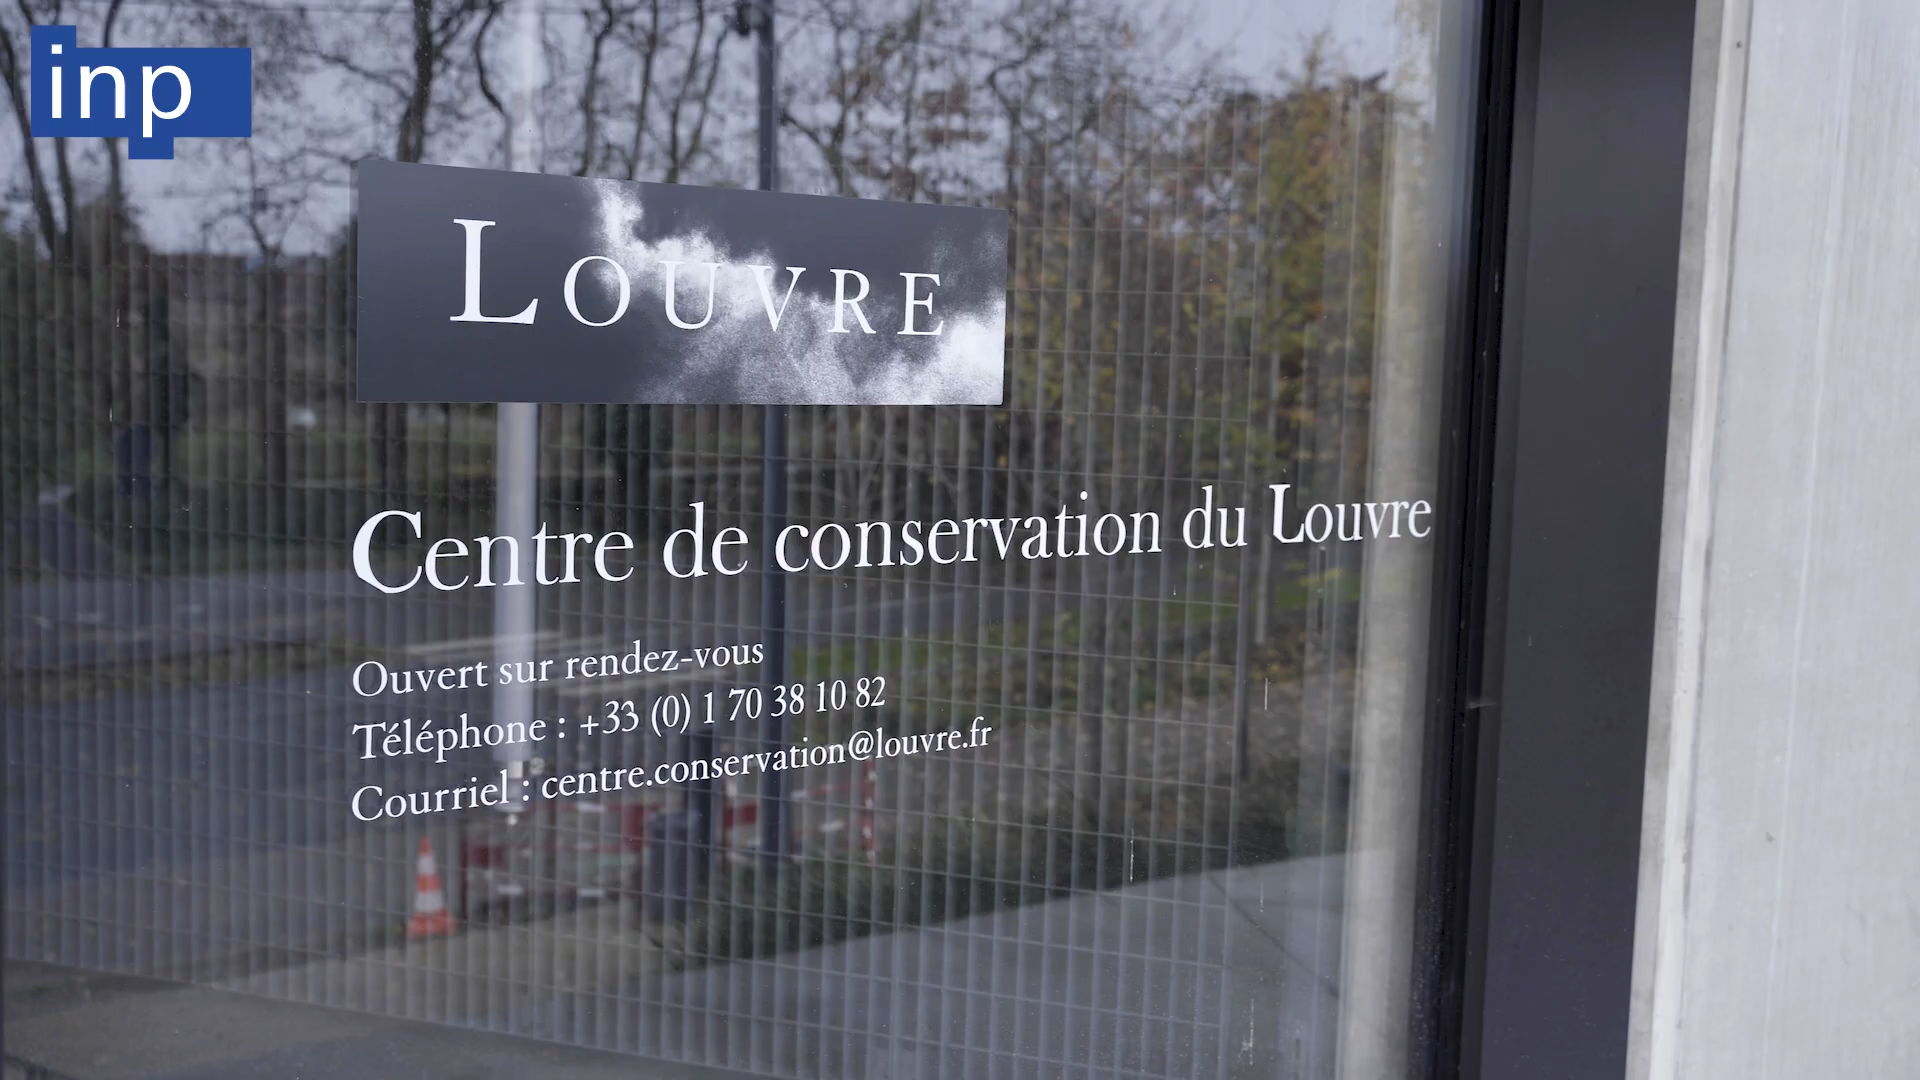 inp
LOUVRE
Centre de conservation du Louvre
Ouvert sur rendez-vous
Téléphone : +33 (0) 1 70 38 10 82
Courriel : centre.conservation@louvre.fr